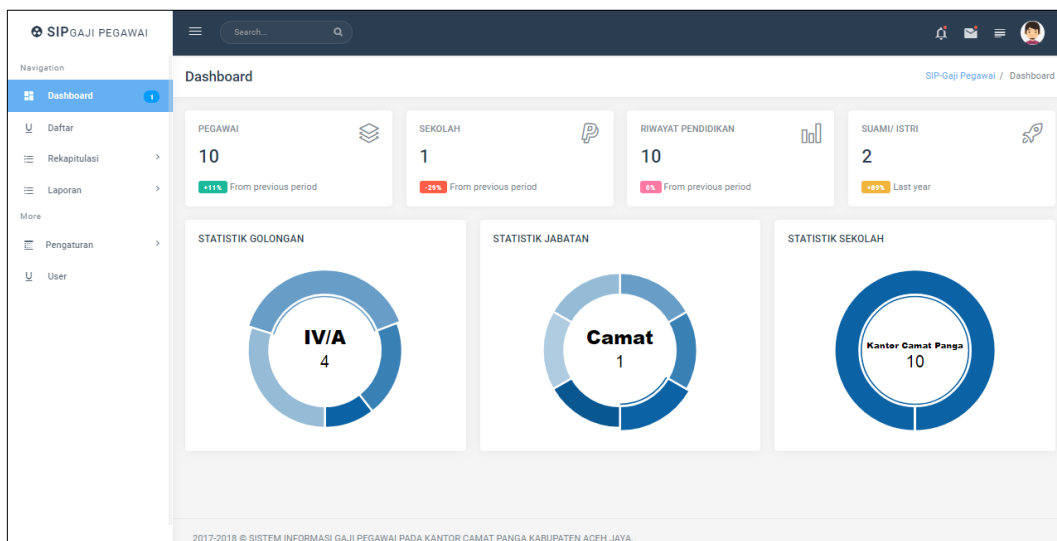 SIPGAJI PEGAWAI
Search...
Navigation
Dashboard 1
Daftar
Rekapitulasi
Laporan
More
Pengaturan
User
Dashboard
SIP-Gaji Pegawai / Dashboard
PEGAWAI
10
+11% From previous period
SEKOLAH
1
-29% From previous period
RIWAYAT PENDIDIKAN
10
0% From previous period
SUAMI/ ISTRI
2
+89% Last year
STATISTIK GOLONGAN
IV/A
4
STATISTIK JABATAN
Camat
1
STATISTIK SEKOLAH
Kantor Camat Panga
10
2017-2018 © SISTEM INFORMASI GAJI PEGAWAI PADA KANTOR CAMAT PANGA KABUPATEN ACEH JAYA.